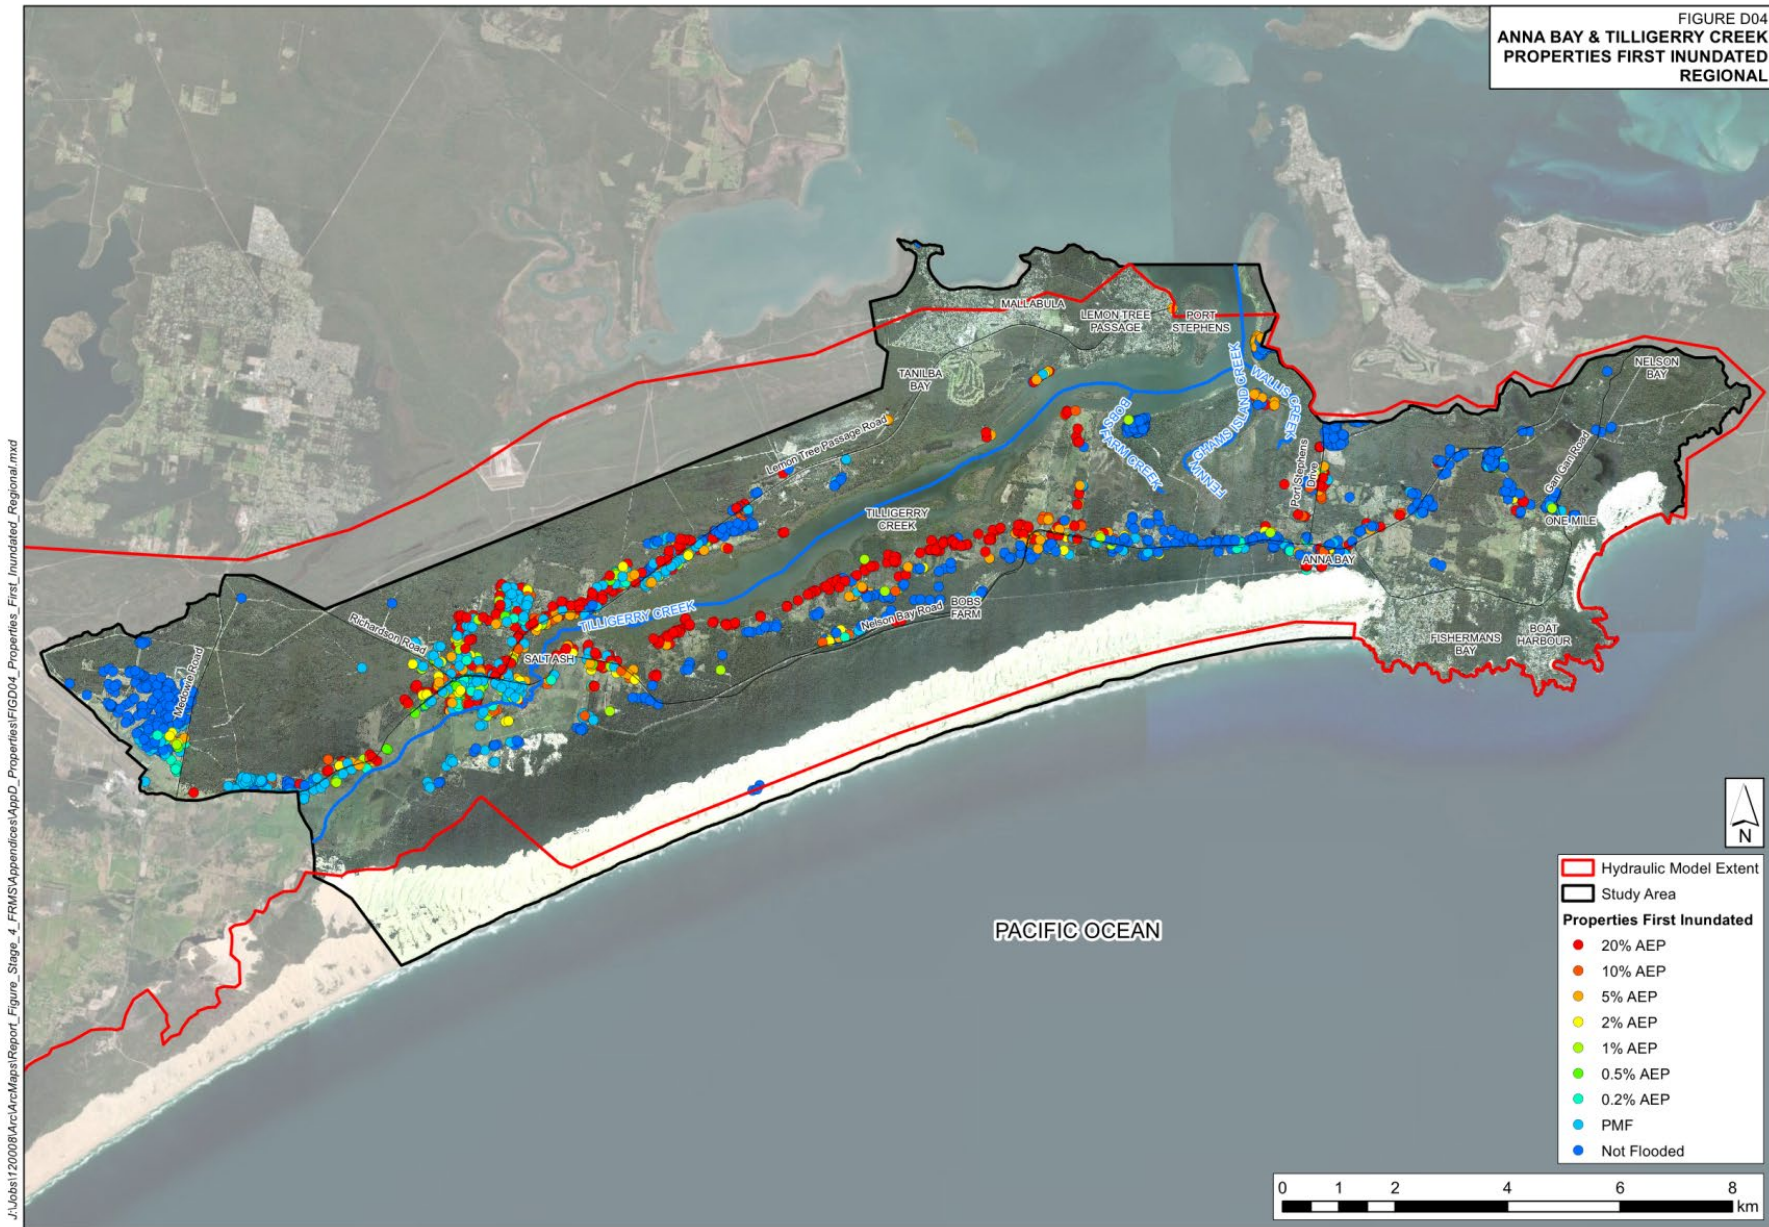 FIGURE D04
ANNA BAY & TILLIGERRY CREEK
PROPERTIES FIRST INUNDATED
REGIONAL
J:\Jobs\120008\Arc\ArcMaps\Report_Figure_Stage_4_FRMS\Appendices\AppD_Properties\FIGD04_Properties_First_Inundated_Regional.mxd
MALLABULA
LEMON TREE
PASSAGE
PORT
STEPHENS
TANILBA
BAY
NELSON
BAY
WALLIS CREEK
FENNINGHAMS ISLAND CREEK
BOBS
FARM CREEK
Lemon Tree Passage Road
Port Stephens
Drive
Gan Gan Road
ONE MILE
TILLIGERRY
CREEK
ANNA BAY
TILLIGERRY CREEK
Nelson Bay Road
BOBS
FARM
Richardson Road
SALT ASH
Medowie Road
FISHERMANS
BAY
BOAT
HARBOUR
PACIFIC OCEAN
N
Hydraulic Model Extent
Study Area
Properties First Inundated
20% AEP
10% AEP
5% AEP
2% AEP
1% AEP
0.5% AEP
0.2% AEP
PMF
Not Flooded
0 1 2 4 6 8
km